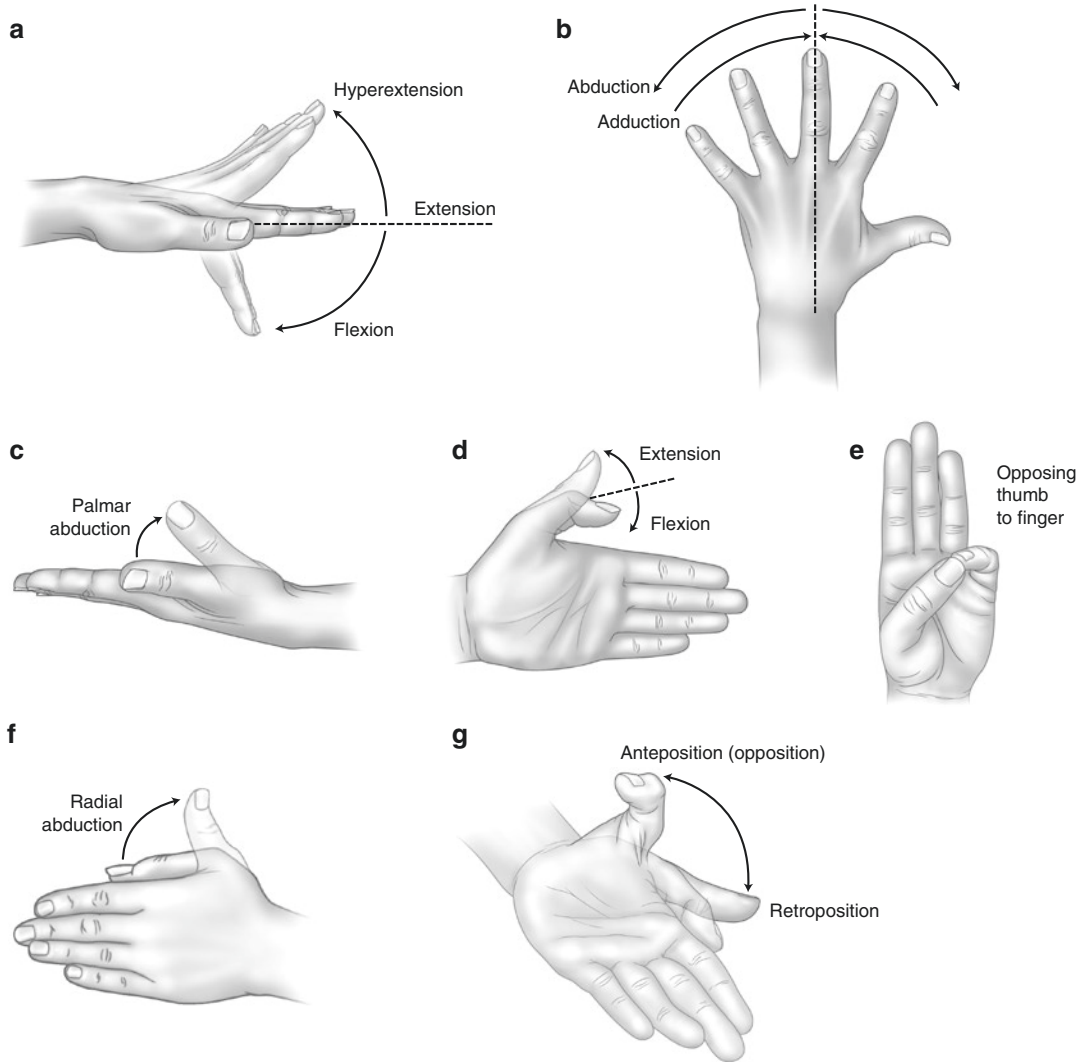 a
Hyperextension
Extension
Flexion
b
Abduction
Adduction
c
Palmar
abduction
d
Extension
Flexion
e
Opposing
thumb
to finger
f
Radial
abduction
g
Anteposition (opposition)
Retroposition